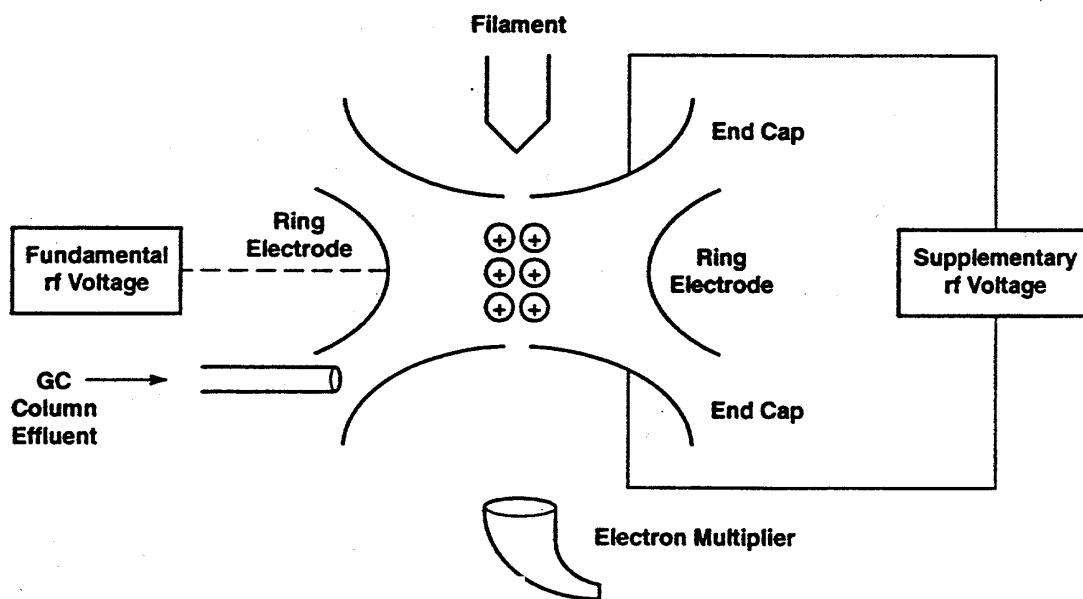 Filament
End Cap
Ring
Electrode
Fundamental
rf Voltage
+ +
+ +
+ +
Ring
Electrode
Supplementary
rf Voltage
GC
Column
Effluent
End Cap
Electron Multiplier